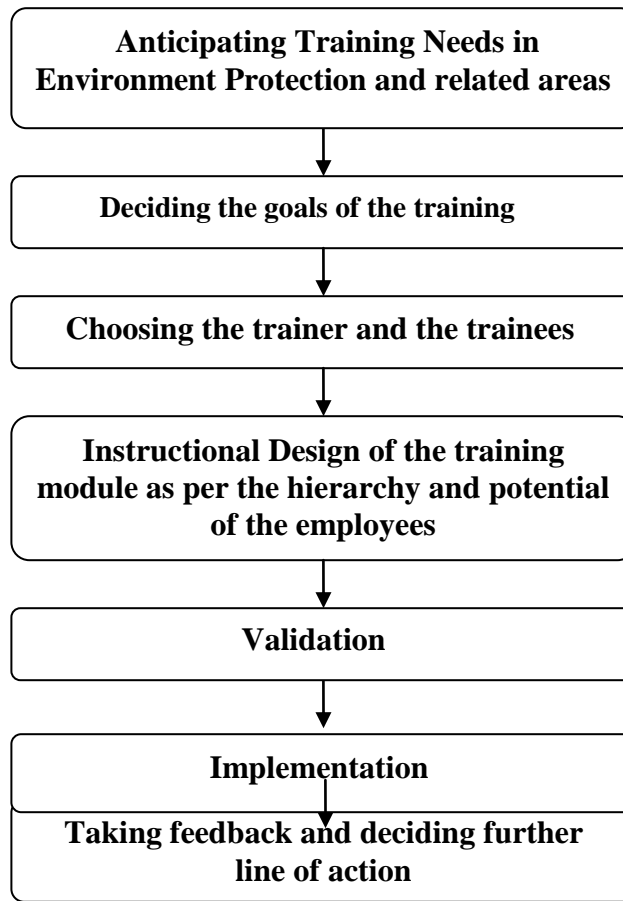 Anticipating Training Needs in
Environment Protection and related areas
Deciding the goals of the training
Choosing the trainer and the trainees
Instructional Design of the training
module as per the hierarchy and potential
of the employees
Validation
Implementation
Taking feedback and deciding further
line of action